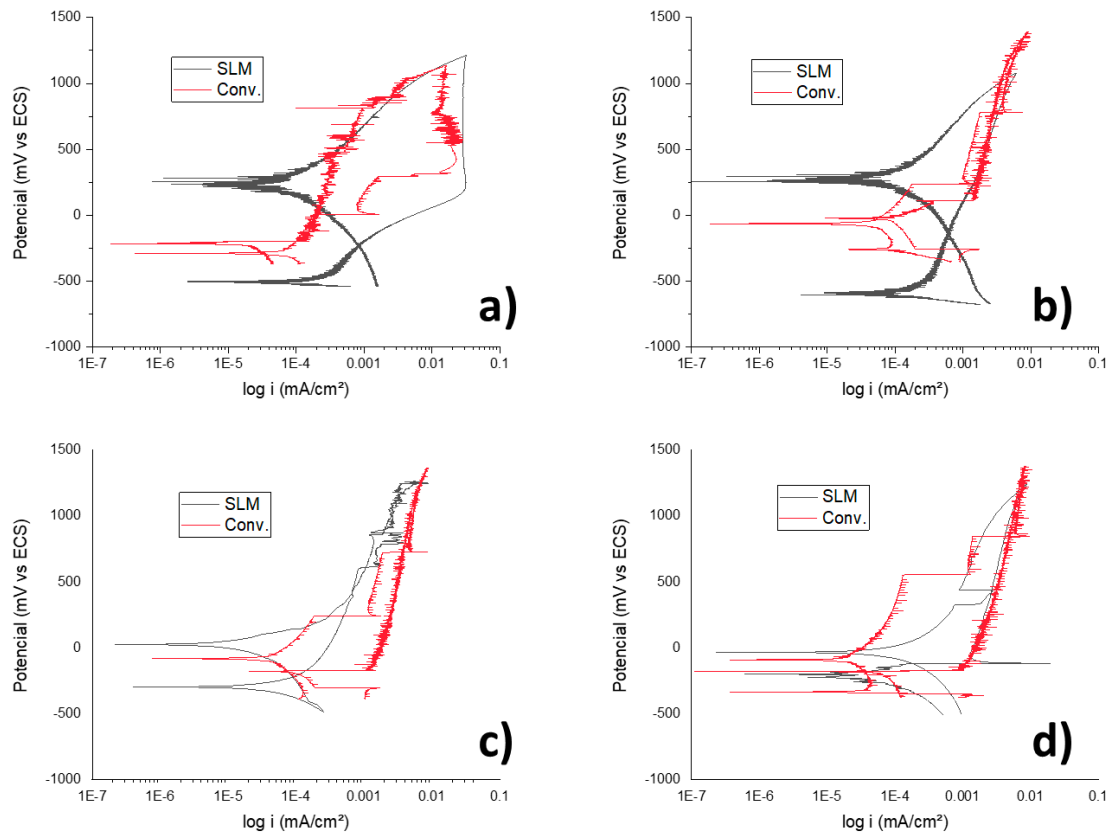 1500
1000
500
0
-500
-1000
Potencial (mV vs ECS)
SLM
Conv.
a)
1E-7 1E-6 1E-5 1E-4 0.001 0.01 0.1
log i (mA/cm²)
1500
1000
500
0
-500
-1000
Potencial (mV vs ECS)
SLM
Conv.
b)
1E-7 1E-6 1E-5 1E-4 0.001 0.01 0.1
log i (mA/cm²)
1500
1000
500
0
-500
-1000
Potencial (mV vs ECS)
SLM
Conv.
c)
1E-7 1E-6 1E-5 1E-4 0.001 0.01 0.1
log i (mA/cm²)
1500
1000
500
0
-500
-1000
Potencial (mV vs ECS)
SLM
Conv.
d)
1E-7 1E-6 1E-5 1E-4 0.001 0.01 0.1
log i (mA/cm²)